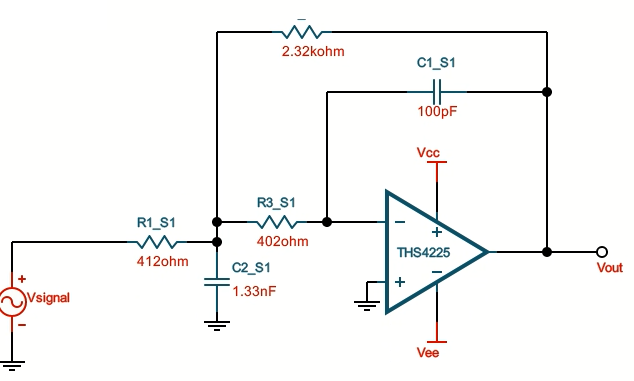 2.32kohm
C1_S1
100pF
Vcc
R3_S1
402ohm
R1_S1
412ohm
C2_S1
1.33nF
−
+
THS4225
−
+
+
Vsignal
−
Vout
Vee